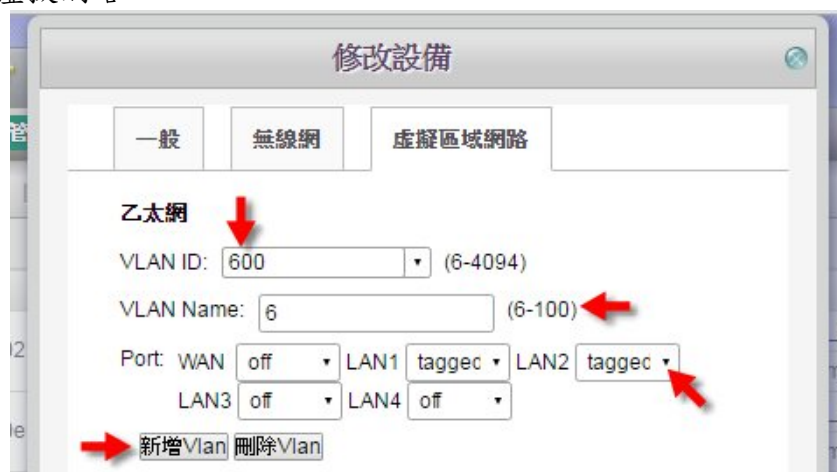 修改設備
一般 無線網 虛擬區域網路
乙太網
VLAN ID: 600 (6-4094)
VLAN Name: 6 (6-100)
Port: WAN off LAN1 tagged LAN2 tagged
LAN3 off LAN4 off
新增Vlan 刪除Vlan